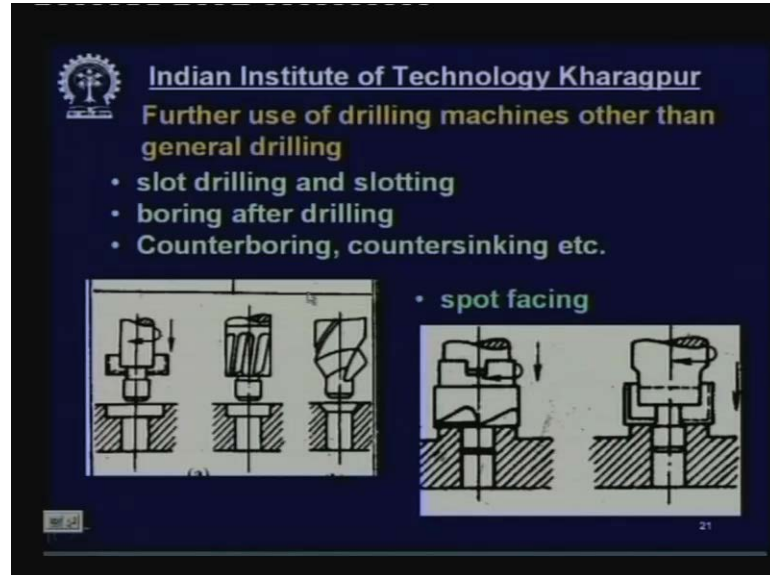 Indian Institute of Technology Kharagpur
Further use of drilling machines other than
general drilling
• slot drilling and slotting
• boring after drilling
• Counterboring, countersinking etc.
• spot facing
(a)
21